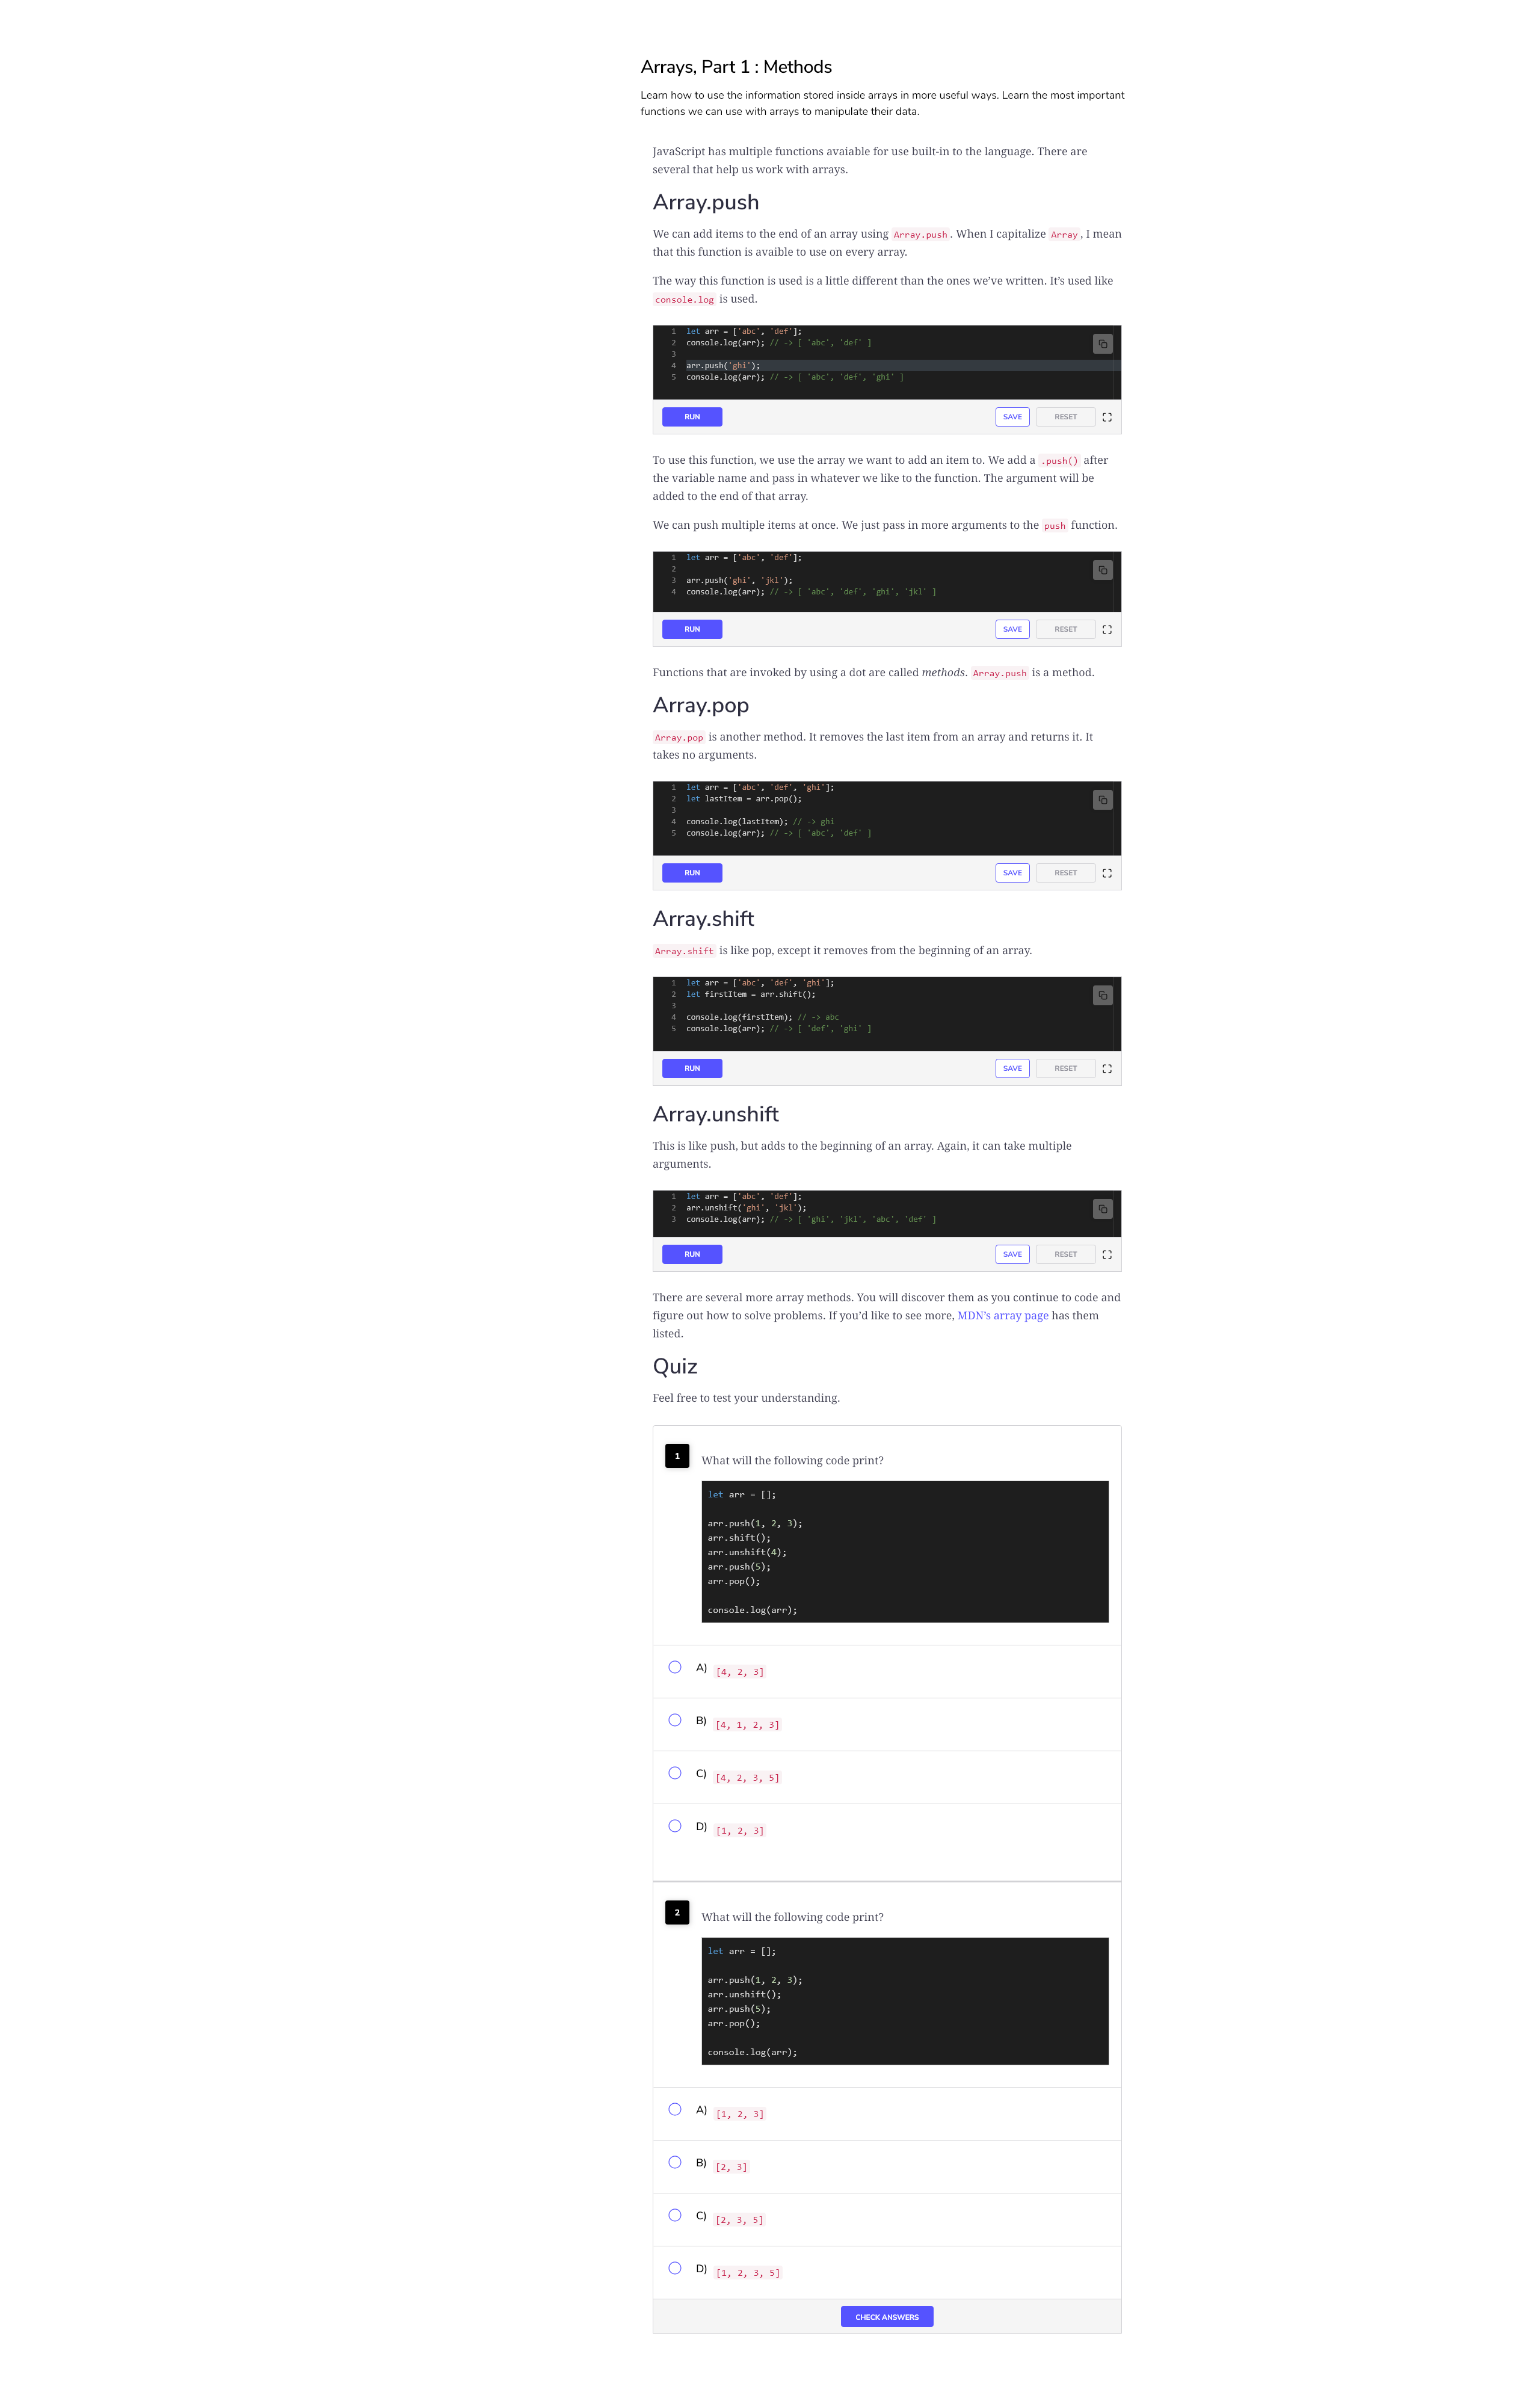 Arrays, Part 1 : Methods
Learn how to use the information stored inside arrays in more useful ways. Learn the most important
functions we can use with arrays to manipulate their data.
JavaScript has multiple functions avaiable for use built-in to the language. There are
several that help us work with arrays.
Array.push
We can add items to the end of an array using Array.push. When I capitalize Array, I mean
that this function is avaible to use on every array.
The way this function is used is a little different than the ones we’ve written. It’s used like
console.log is used.
1 let arr = ['abc', 'def'];
2 console.log(arr); // -> [ 'abc', 'def' ]
3
4 arr.push('ghi');
5 console.log(arr); // -> [ 'abc', 'def', 'ghi' ]
RUN SAVE RESET
To use this function, we use the array we want to add an item to. We add a .push() after
the variable name and pass in whatever we like to the function. The argument will be
added to the end of that array.
We can push multiple items at once. We just pass in more arguments to the push function.
1 let arr = ['abc', 'def'];
2
3 arr.push('ghi', 'jkl');
4 console.log(arr); // -> [ 'abc', 'def', 'ghi', 'jkl' ]
RUN SAVE RESET
Functions that are invoked by using a dot are called methods. Array.push is a method.
Array.pop
Array.pop is another method. It removes the last item from an array and returns it. It
takes no arguments.
1 let arr = ['abc', 'def', 'ghi'];
2 let lastItem = arr.pop();
3
4 console.log(lastItem); // -> ghi
5 console.log(arr); // -> [ 'abc', 'def' ]
RUN SAVE RESET
Array.shift
Array.shift is like pop, except it removes from the beginning of an array.
1 let arr = ['abc', 'def', 'ghi'];
2 let firstItem = arr.shift();
3
4 console.log(firstItem); // -> abc
5 console.log(arr); // -> [ 'def', 'ghi' ]
RUN SAVE RESET
Array.unshift
This is like push, but adds to the beginning of an array. Again, it can take multiple
arguments.
1 let arr = ['abc', 'def'];
2 arr.unshift('ghi', 'jkl');
3 console.log(arr); // -> [ 'ghi', 'jkl', 'abc', 'def' ]
RUN SAVE RESET
There are several more array methods. You will discover them as you continue to code and
figure out how to solve problems. If you’d like to see more, MDN’s array page has them
listed.
Quiz
Feel free to test your understanding.
1 What will the following code print?
let arr = [];
arr.push(1, 2, 3);
arr.shift();
arr.unshift(4);
arr.push(5);
arr.pop();
console.log(arr);
A) [4, 2, 3]
B) [4, 1, 2, 3]
C) [4, 2, 3, 5]
D) [1, 2, 3]
2 What will the following code print?
let arr = [];
arr.push(1, 2, 3);
arr.unshift();
arr.push(5);
arr.pop();
console.log(arr);
A) [1, 2, 3]
B) [2, 3]
C) [2, 3, 5]
D) [1, 2, 3, 5]
CHECK ANSWERS